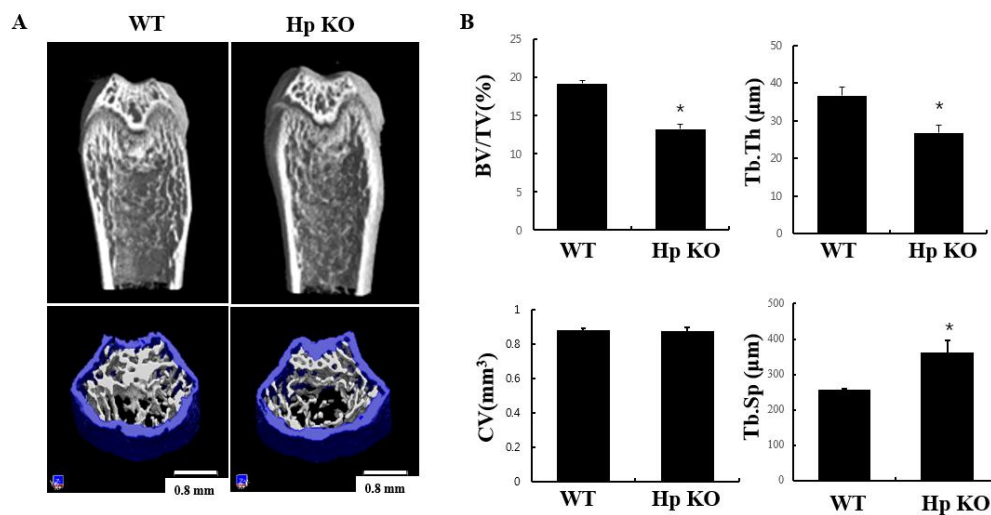 A
WT
Hp KO
0.8 mm
0.8 mm
B
BV/TV(%)
25
20
15
10
5
0
*
WT
Hp KO
Tb.Th (μm)
50
40
30
20
10
0
*
WT
Hp KO
CV(mm³)
1
0.8
0.6
0.4
0.2
0
WT
Hp KO
Tb.Sp (μm)
500
400
300
200
100
0
*
WT
Hp KO